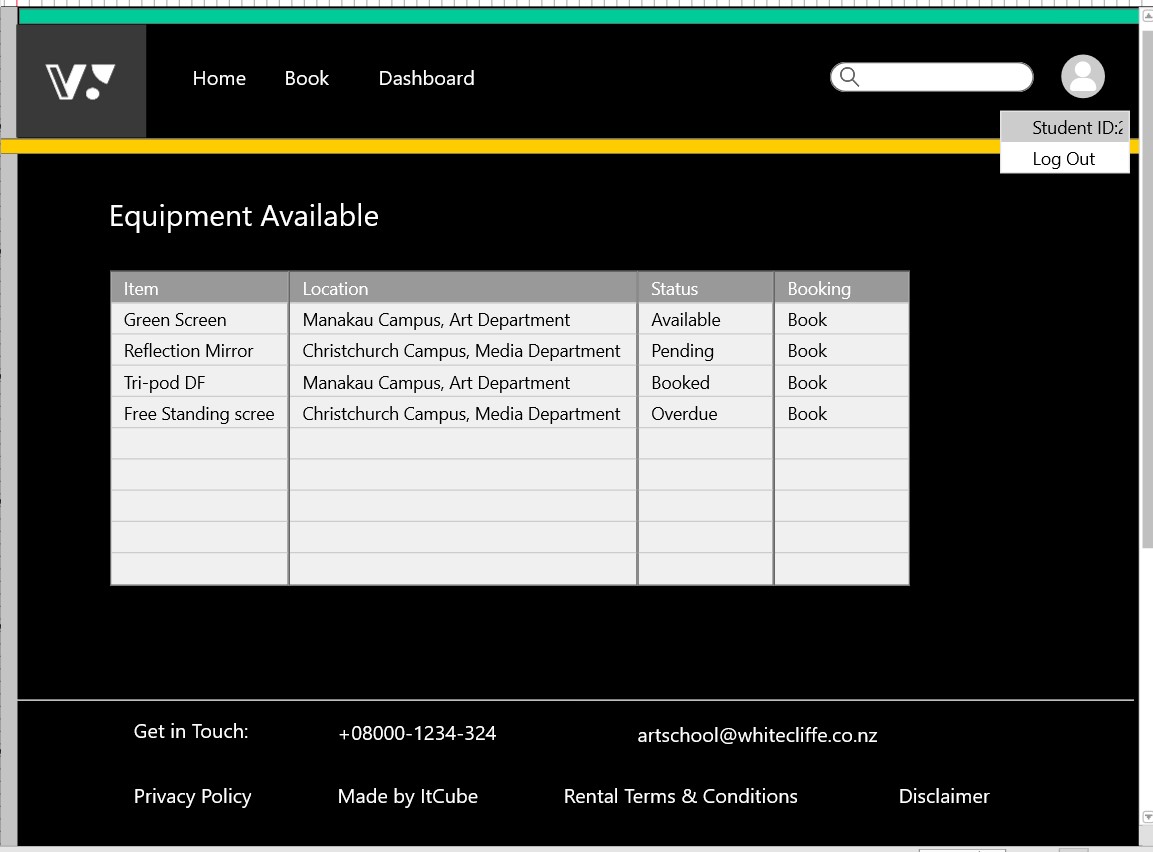 Home Book Dashboard
Student ID:2
Log Out
Equipment Available
Item Location Status Booking
Green Screen Manakau Campus, Art Department Available Book
Reflection Mirror Christchurch Campus, Media Department Pending Book
Tri-pod DF Manakau Campus, Art Department Booked Book
Free Standing scree Christchurch Campus, Media Department Overdue Book
Get in Touch: +08000-1234-324 artschool@whitecliffe.co.nz
Privacy Policy Made by ItCube Rental Terms & Conditions Disclaimer